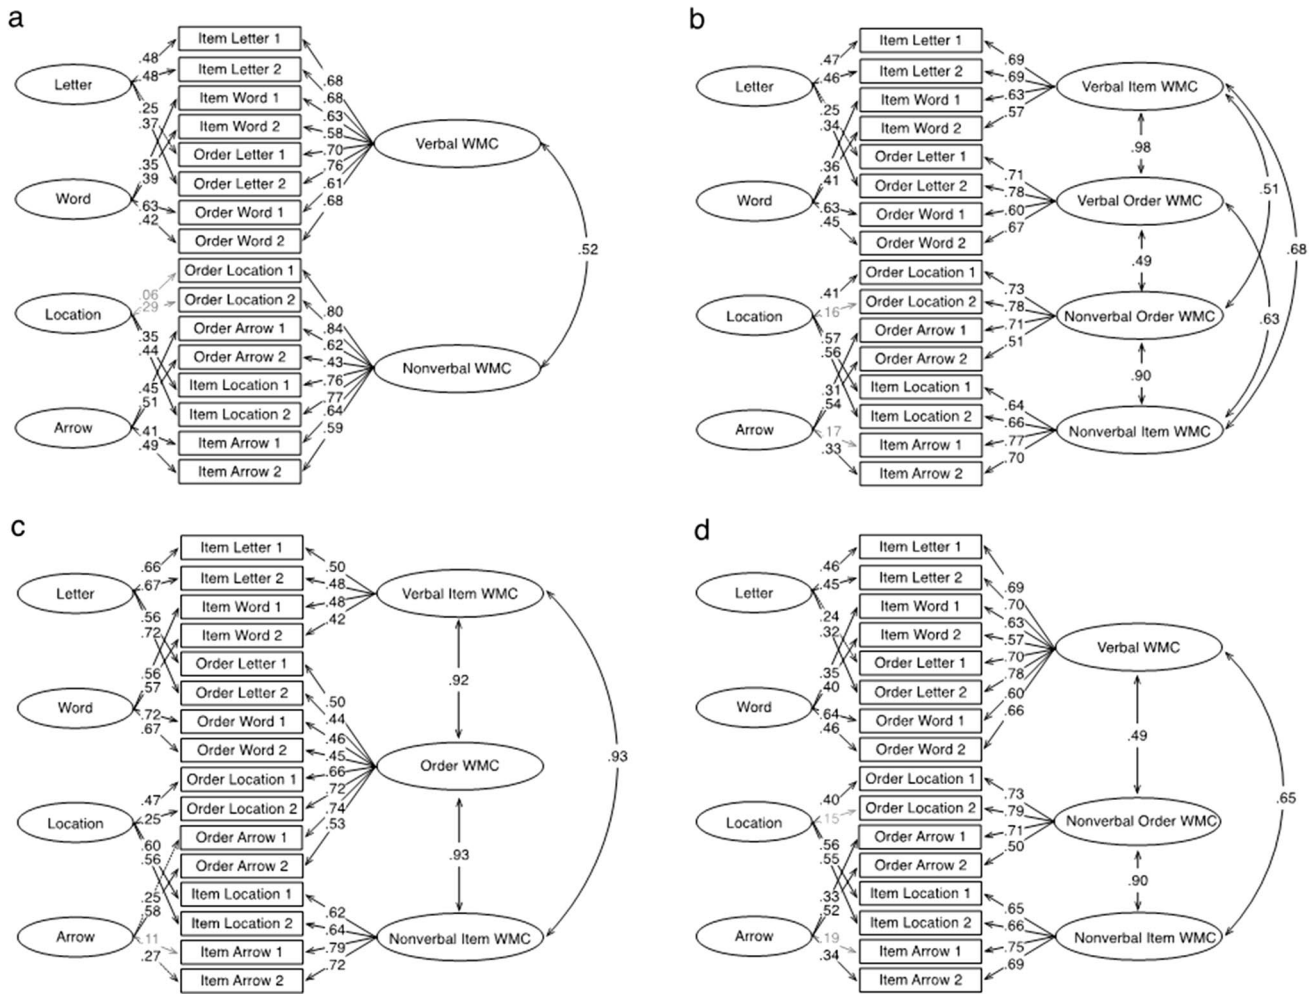 a
Letter
Word
Location
Arrow
.48
.48
.25
.37
.35
.39
.63
.42
.06
.29
.35
.44
.45
.51
.41
.49
Item Letter 1
Item Letter 2
Item Word 1
Item Word 2
Order Letter 1
Order Letter 2
Order Word 1
Order Word 2
Order Location 1
Order Location 2
Order Arrow 1
Order Arrow 2
Item Location 1
Item Location 2
Item Arrow 1
Item Arrow 2
.68
.68
.63
.58
.70
.76
.61
.68
.80
.84
.62
.43
.76
.77
.64
.59
Verbal WMC
Nonverbal WMC
.52
b
Letter
Word
Location
Arrow
.47
.46
.25
.34
.36
.41
.63
.45
.41
.16
.57
.56
.31
.54
.17
.33
Item Letter 1
Item Letter 2
Item Word 1
Item Word 2
Order Letter 1
Order Letter 2
Order Word 1
Order Word 2
Order Location 1
Order Location 2
Order Arrow 1
Order Arrow 2
Item Location 1
Item Location 2
Item Arrow 1
Item Arrow 2
.69
.69
.63
.57
.71
.78
.60
.67
.73
.78
.71
.51
.64
.66
.77
.70
Verbal Item WMC
.98
Verbal Order WMC
.49
Nonverbal Order WMC
.90
Nonverbal Item WMC
.51
.68
.63
c
Letter
Word
Location
Arrow
.66
.67
.56
.72
.56
.57
.72
.67
.47
.25
.60
.56
.25
.58
.11
.27
Item Letter 1
Item Letter 2
Item Word 1
Item Word 2
Order Letter 1
Order Letter 2
Order Word 1
Order Word 2
Order Location 1
Order Location 2
Order Arrow 1
Order Arrow 2
Item Location 1
Item Location 2
Item Arrow 1
Item Arrow 2
.50
.48
.48
.42
.50
.44
.46
.45
.66
.72
.74
.53
.62
.64
.79
.72
Verbal Item WMC
.92
Order WMC
.93
Nonverbal Item WMC
.93
d
Letter
Word
Location
Arrow
.46
.45
.24
.32
.35
.40
.64
.46
.40
.15
.56
.55
.33
.52
.19
.34
Item Letter 1
Item Letter 2
Item Word 1
Item Word 2
Order Letter 1
Order Letter 2
Order Word 1
Order Word 2
Order Location 1
Order Location 2
Order Arrow 1
Order Arrow 2
Item Location 1
Item Location 2
Item Arrow 1
Item Arrow 2
.69
.70
.63
.57
.70
.78
.60
.66
.73
.79
.71
.50
.65
.66
.75
.69
Verbal WMC
.49
Nonverbal Order WMC
.90
Nonverbal Item WMC
.65